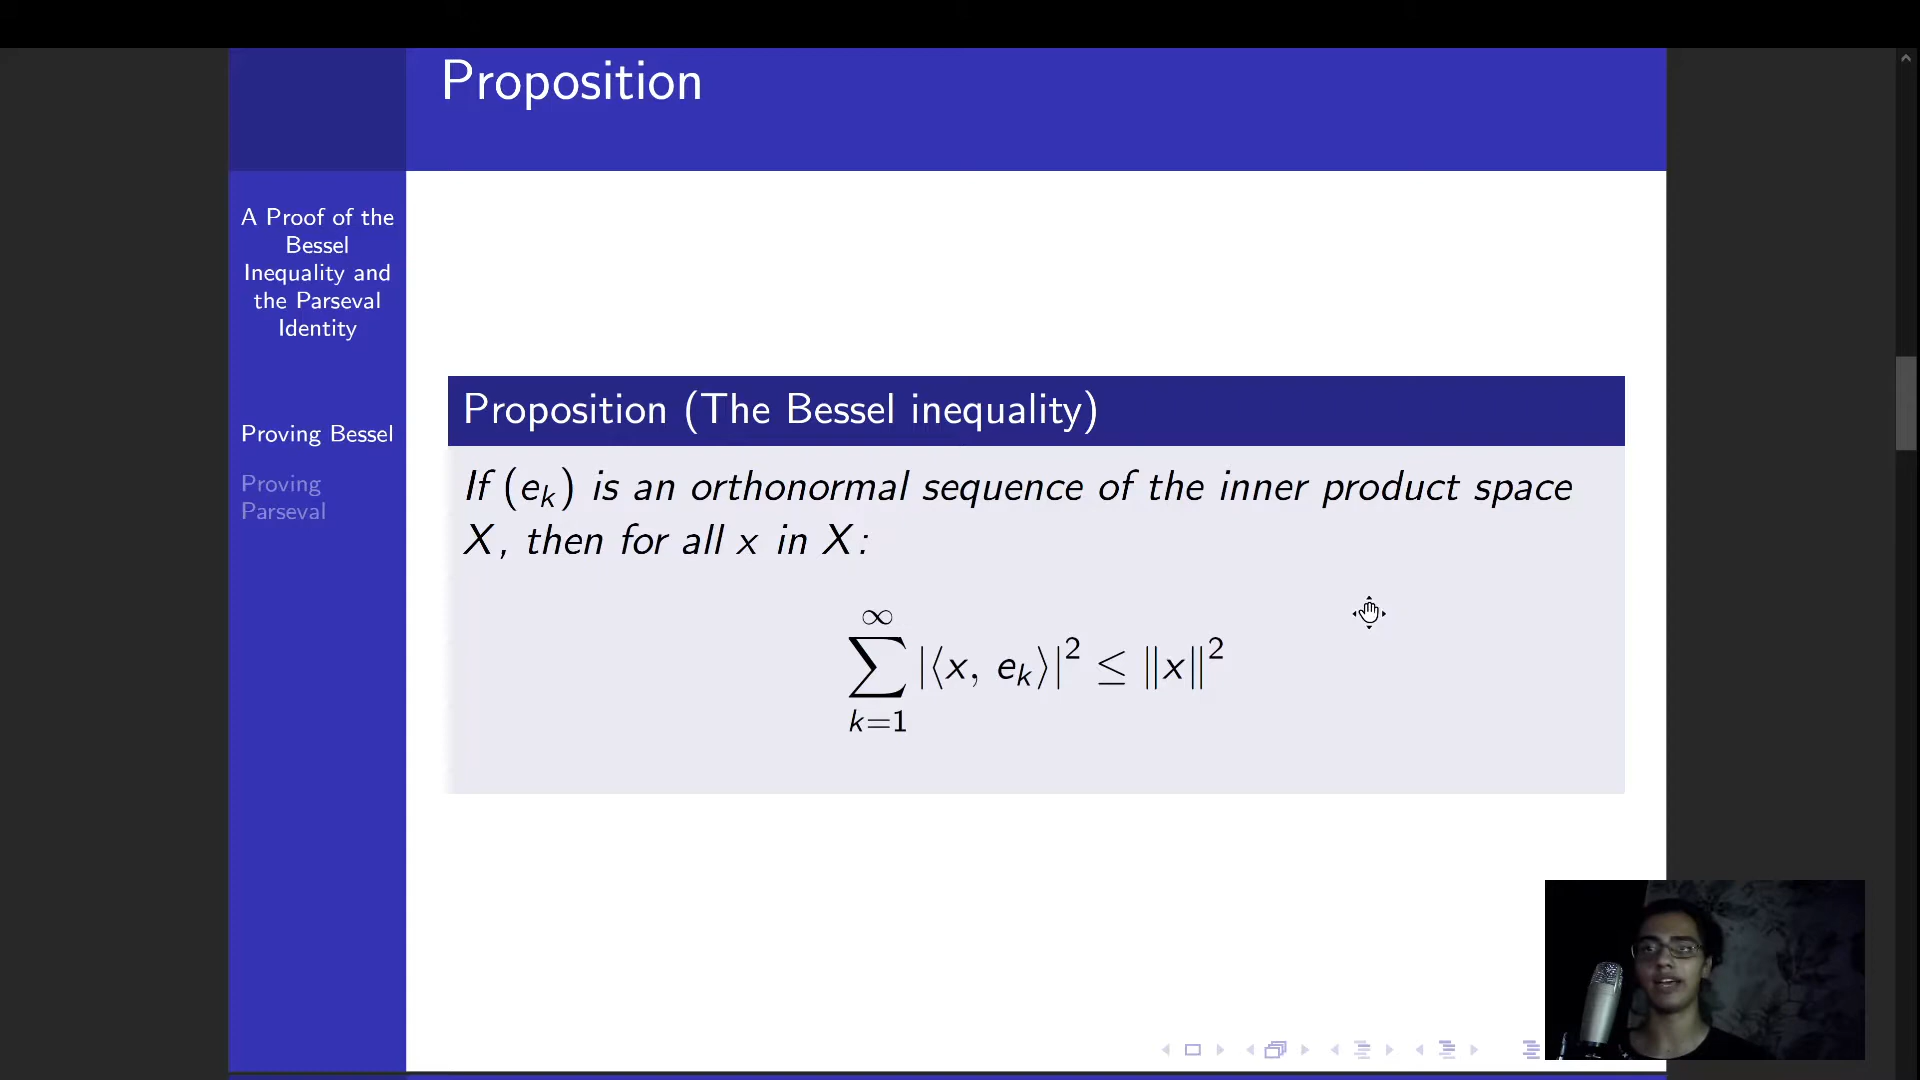 Proposition
A Proof of the
Bessel
Inequality and
the Parseval
Identity
Proving Bessel
Proving
Parseval
Proposition (The Bessel inequality)
If (eₖ) is an orthonormal sequence of the inner product space
X, then for all x in X:
∑_{k=1}^{∞} |⟨x, eₖ⟩|² ≤ ‖x‖²